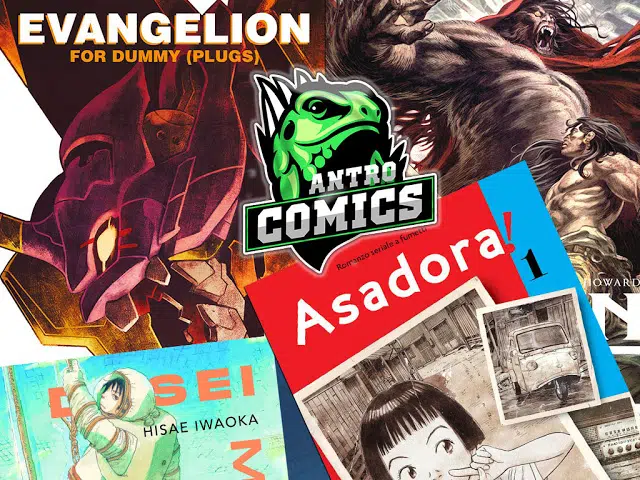 EVANGELION
FOR DUMMY (PLUGS)
ANTRO
COMICS
Romanzo seriale a fumetti
Asadora!
1
HISAE IWAOKA